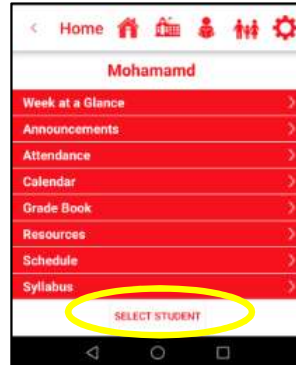 Home
Mohamamd
Week at a Glance
Announcements
Attendance
Calendar
Grade Book
Resources
Schedule
Syllabus
SELECT STUDENT